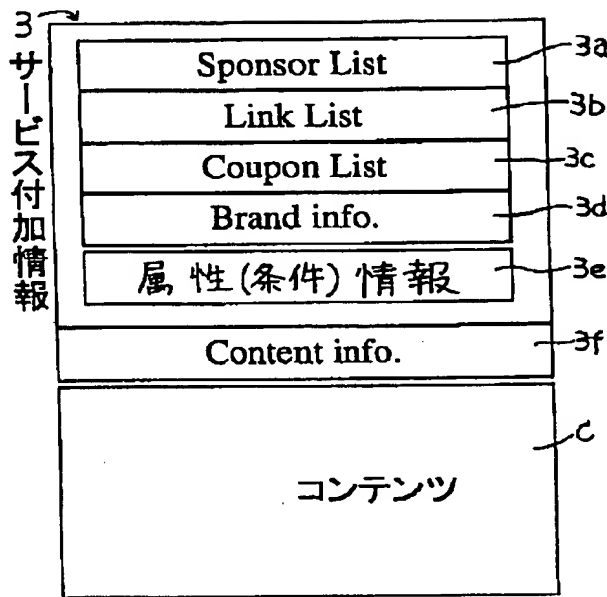 3
サービス付加情報
Sponsor List
3a
Link List
3b
Coupon List
3c
Brand info.
3d
属性(条件)情報
3e
Content info.
3f
コンテンツ
C